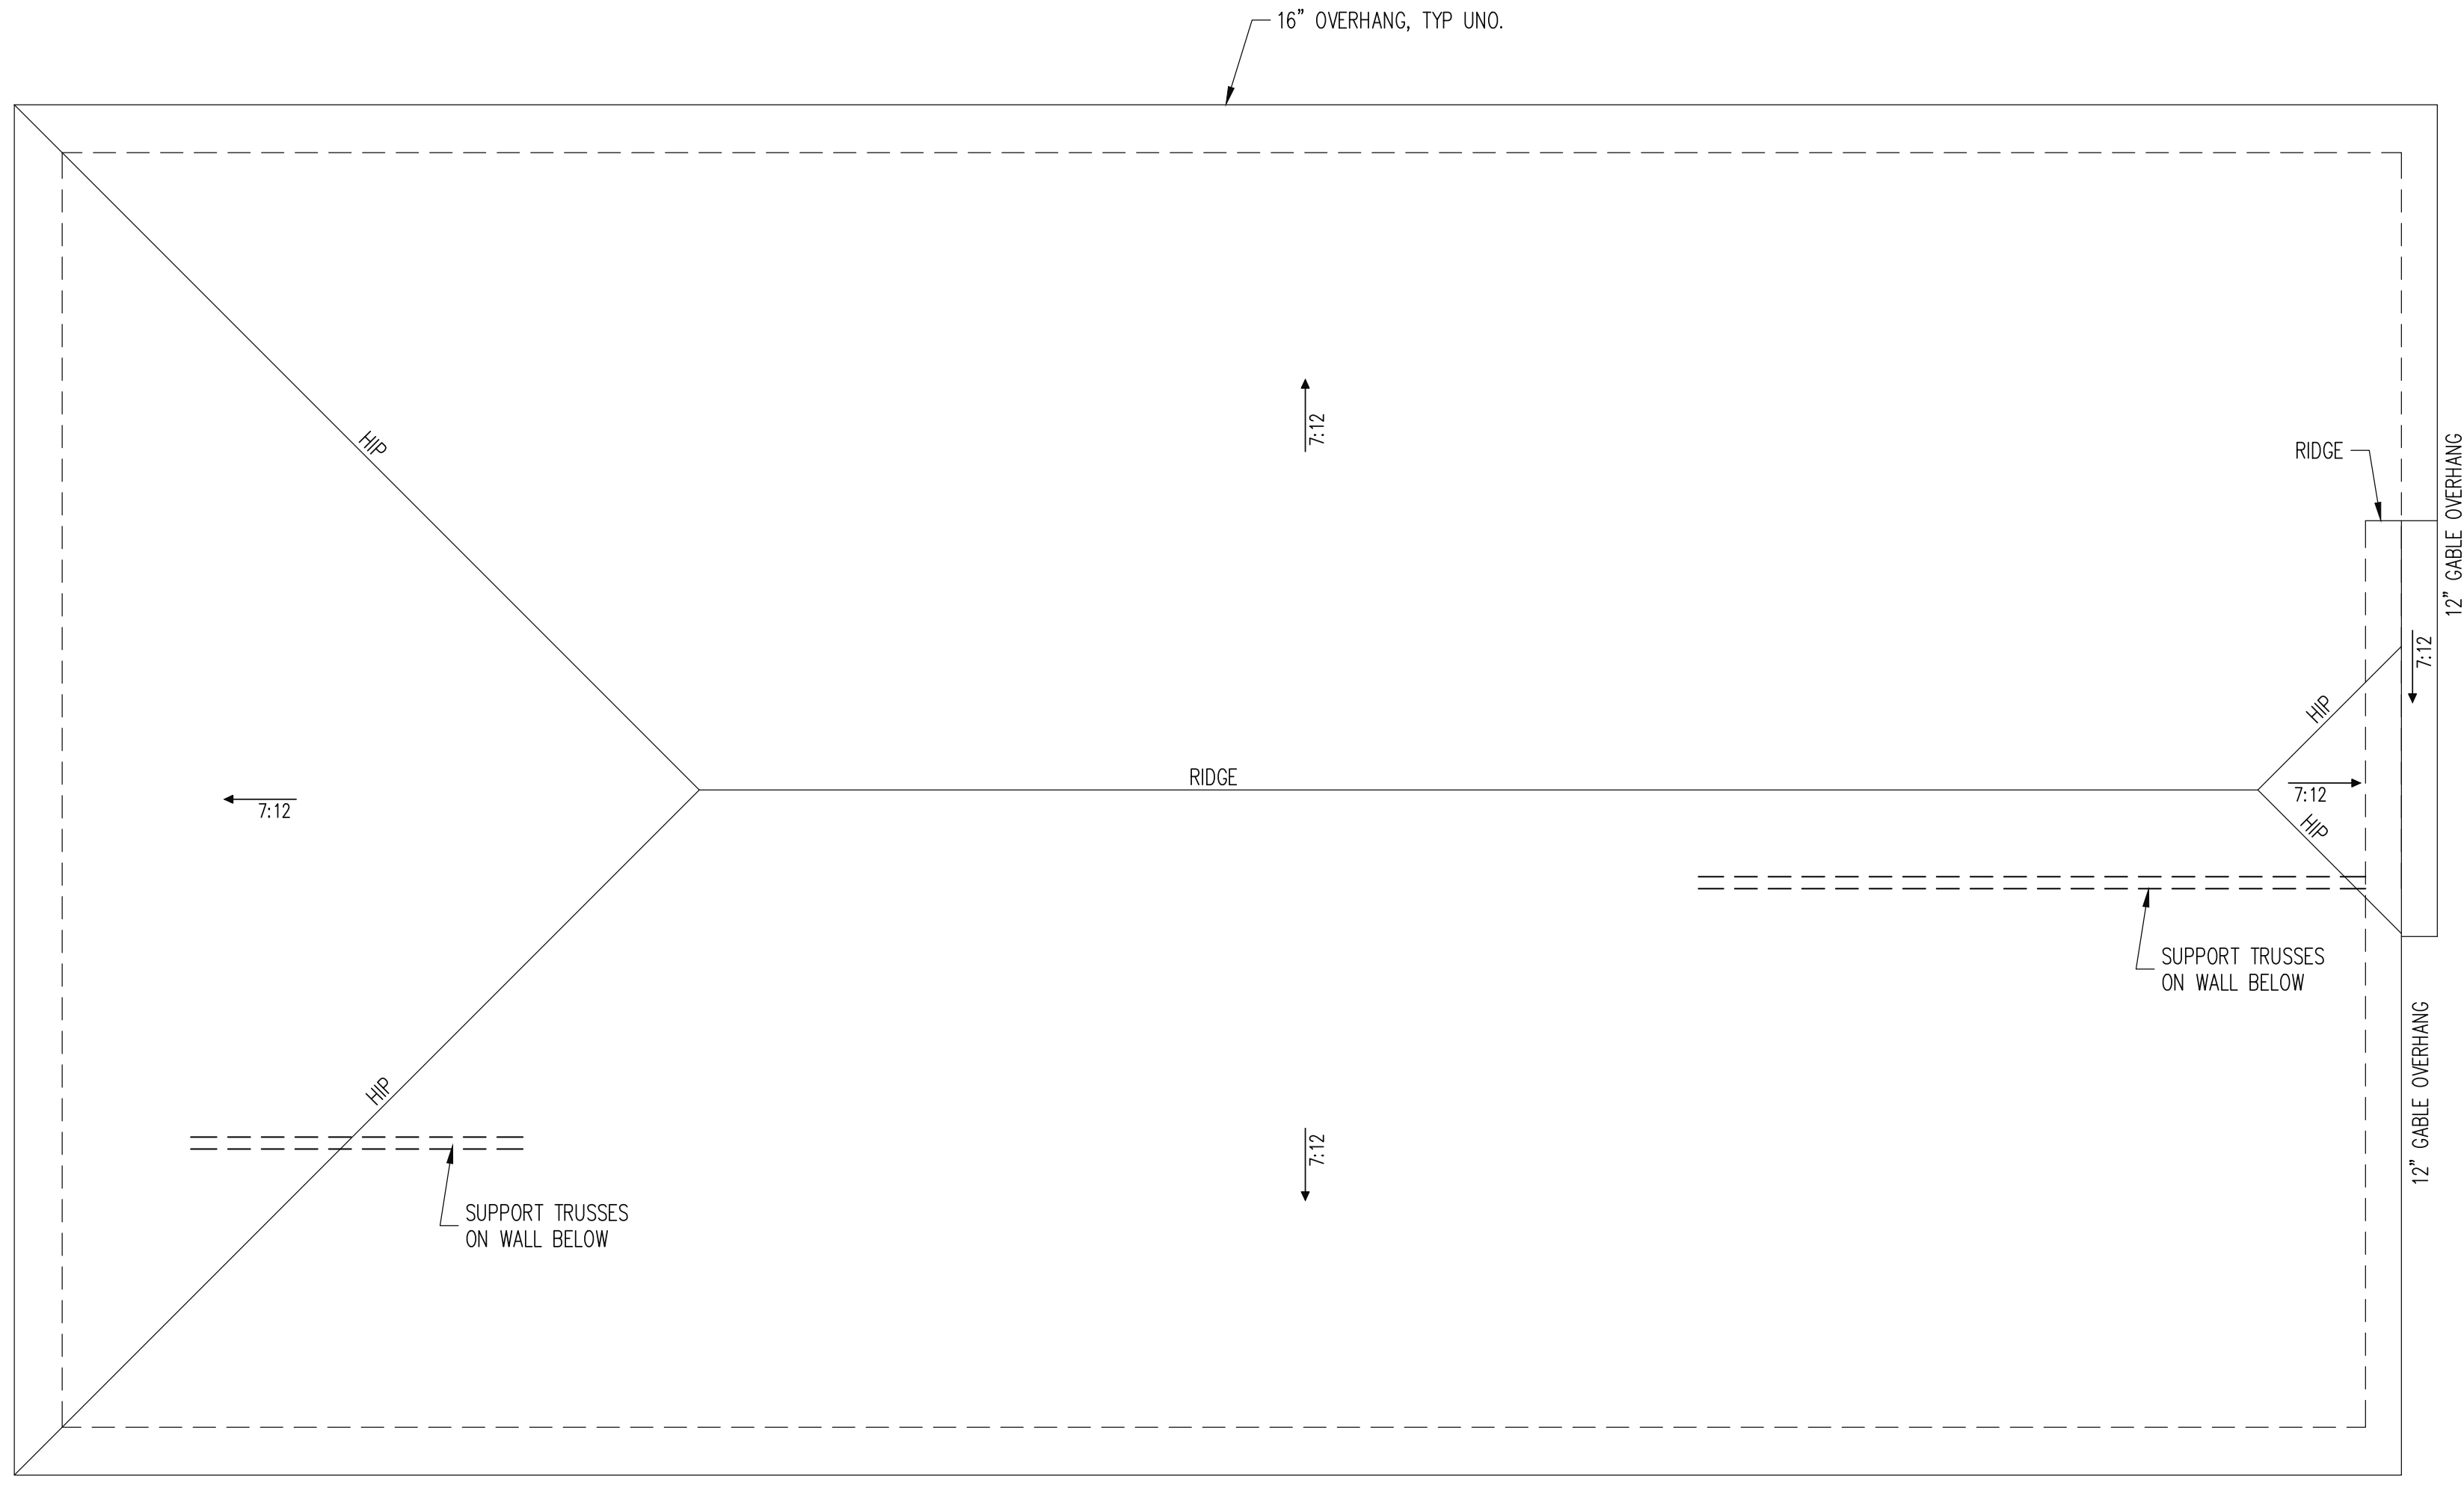 16" OVERHANG, TYP UNO.
HIP
7:12
RIDGE
12" GABLE OVERHANG
7:12
HIP
RIDGE
7:12
7:12
HIP
SUPPORT TRUSSES
ON WALL BELOW
12" GABLE OVERHANG
HIP
7:12
SUPPORT TRUSSES
ON WALL BELOW